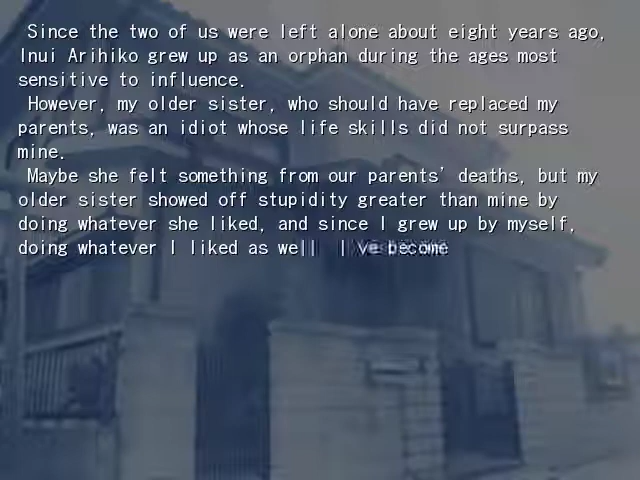 Since the two of us were left alone about eight years ago,
Inui Arihiko grew up as an orphan during the ages most
sensitive to influence.
However, my older sister, who should have replaced my
parents, was an idiot whose life skills did not surpass
mine.
Maybe she felt something from our parents' deaths, but my
older sister showed off stupidity greater than mine by
doing whatever she liked, and since I grew up by myself,
doing whatever I liked as well I've become